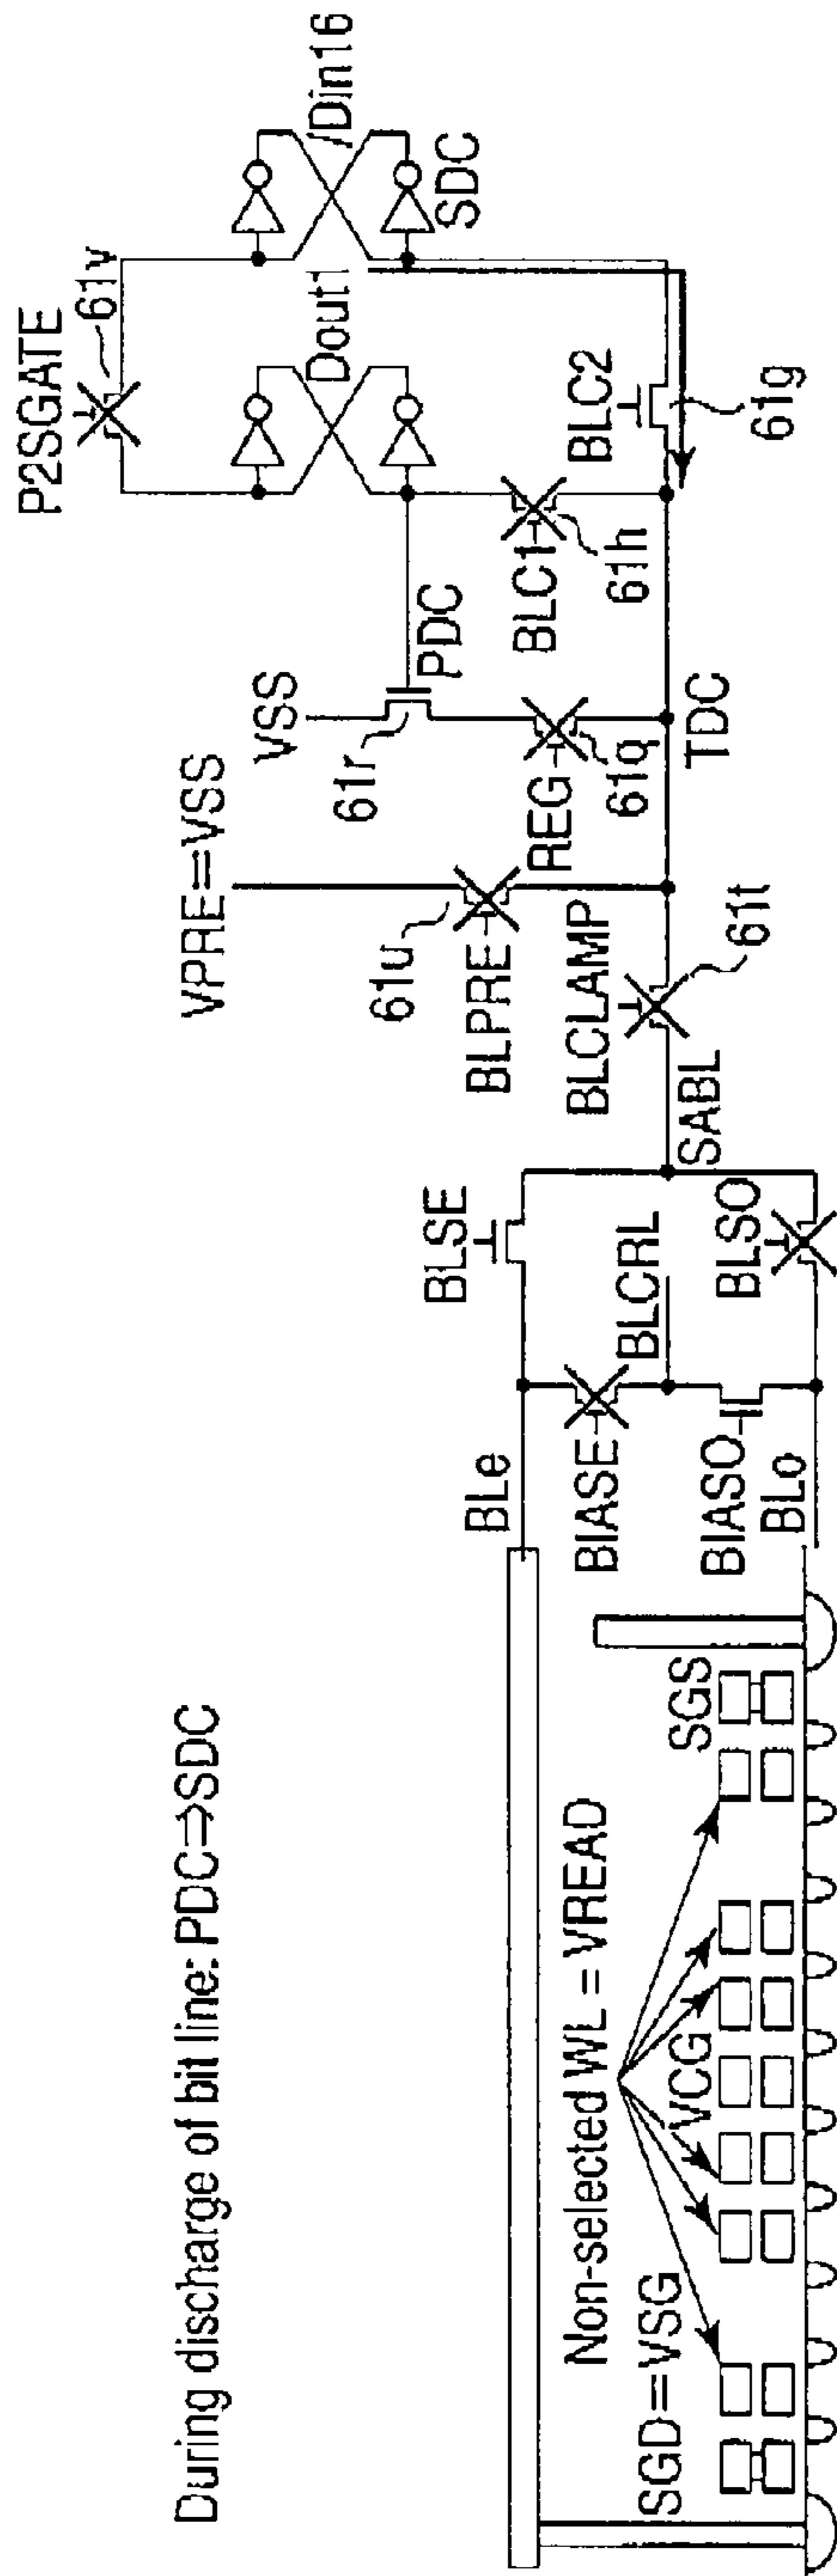 During discharge of bit line: PDC⇒SDC
P2SGATE
61v
/Din16
Dout1
SDC
VPRE=VSS
VSS
61r
PDC
61u
BLPRE
REG
61q
BLC1
61h
BLC2
61g
TDC
BLCLAMP
61t
SABL
BLSE
BLCRL
BLSO
BLe
BIASE
BIASO
BLo
Non-selected WL = VREAD
SGD=VSG
VCG
SGS